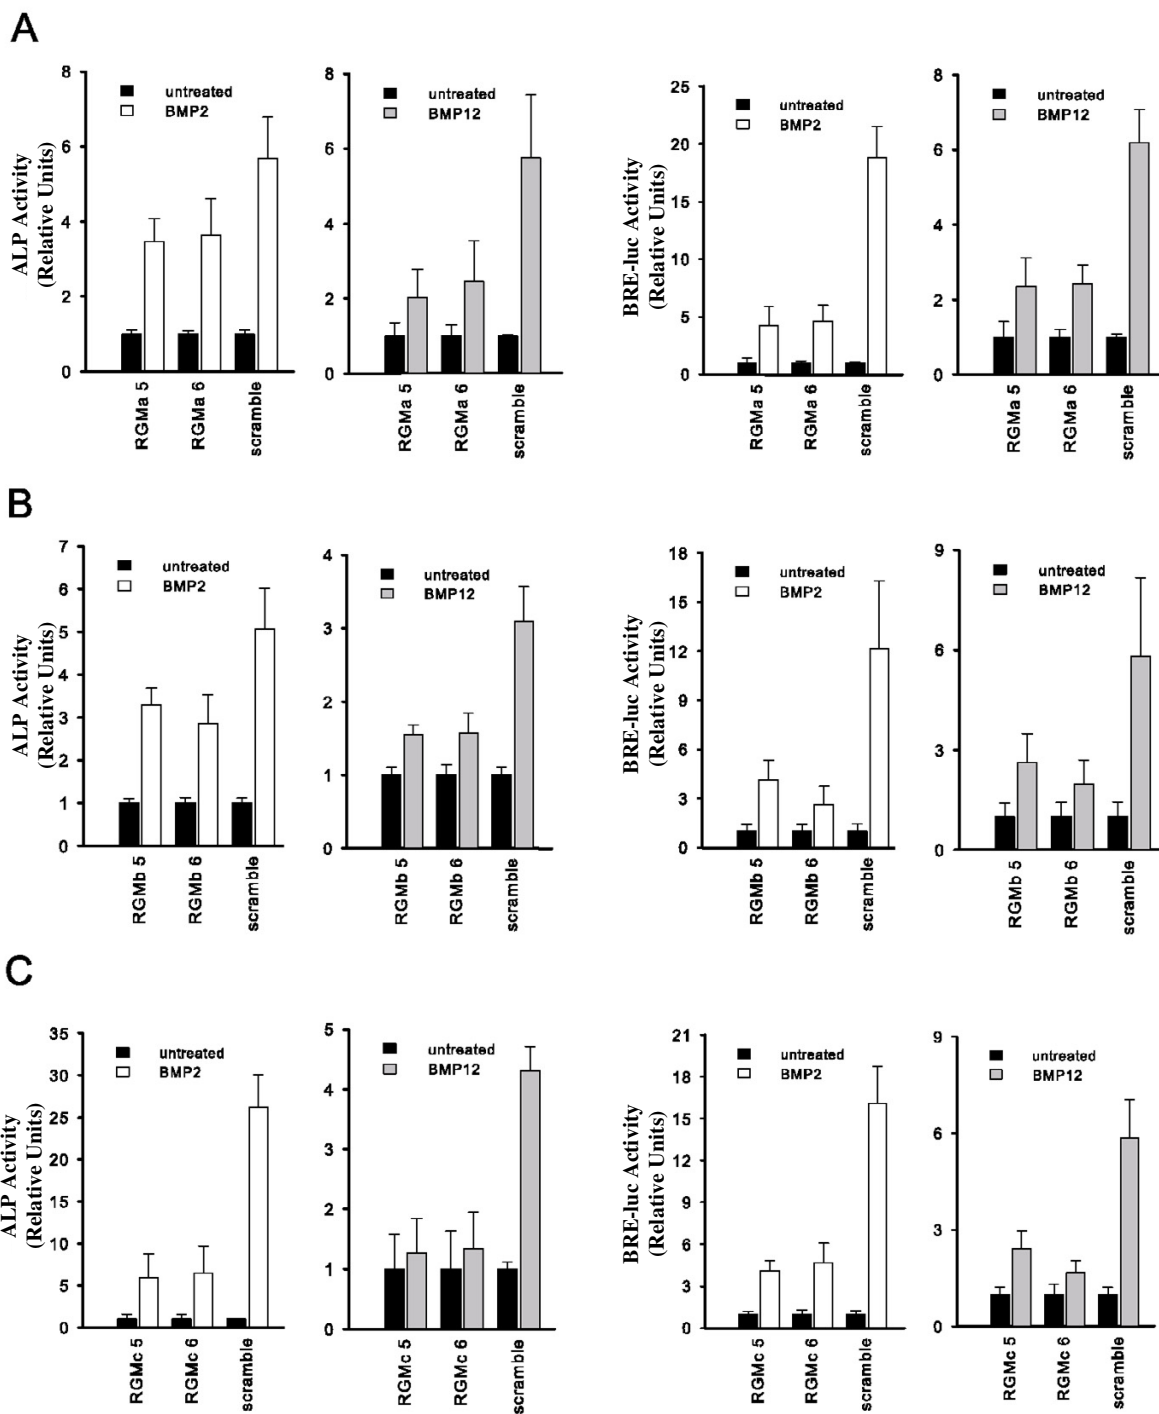 A
ALP Activity
(Relative Units)
8
6
4
2
0
untreated
BMP2
RGMa 5
RGMa 6
scramble
8
6
4
2
0
untreated
BMP12
RGMa 5
RGMa 6
scramble
BRE-luc Activity
(Relative Units)
25
20
15
10
5
0
untreated
BMP2
RGMa 5
RGMa 6
scramble
8
6
4
2
0
untreated
BMP12
RGMa 5
RGMa 6
scramble
B
ALP Activity
(Relative Units)
7
6
5
4
3
2
1
0
untreated
BMP2
RGMb 5
RGMb 6
scramble
4
3
2
1
0
untreated
BMP12
RGMb 5
RGMb 6
scramble
BRE-luc Activity
(Relative Units)
18
15
12
9
6
3
0
untreated
BMP2
RGMb 5
RGMb 6
scramble
9
6
3
0
untreated
BMP12
RGMb 5
RGMb 6
scramble
C
ALP Activity
(Relative Units)
35
30
25
20
15
10
5
0
untreated
BMP2
RGMc 5
RGMc 6
scramble
5
4
3
2
1
0
untreated
BMP12
RGMc 5
RGMc 6
scramble
BRE-luc Activity
(Relative Units)
21
18
15
12
9
6
3
0
untreated
BMP2
RGMc 5
RGMc 6
scramble
9
6
3
0
untreated
BMP12
RGMc 5
RGMc 6
scramble